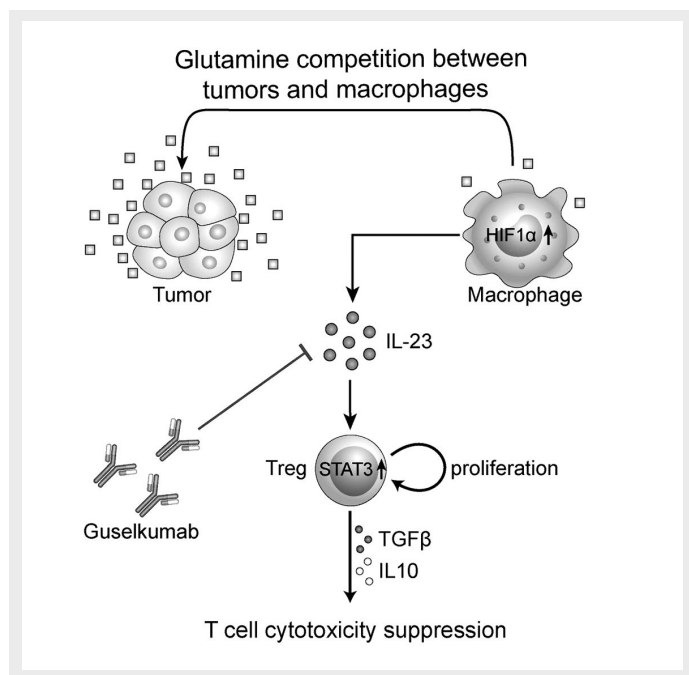 Glutamine competition between
tumors and macrophages
HIF1α
Tumor
Macrophage
IL-23
Treg
STAT3
proliferation
Guselkumab
TGFβ
IL10
T cell cytotoxicity suppression